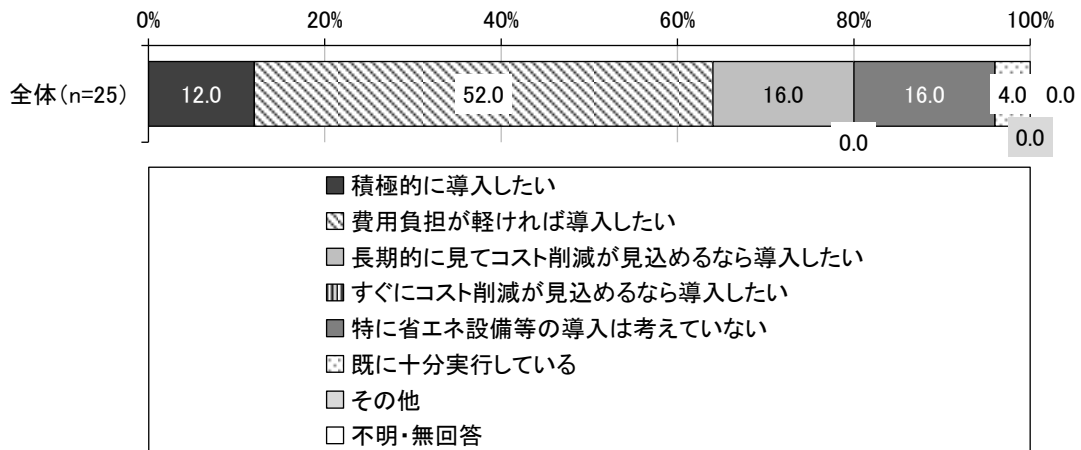 0% 20% 40% 60% 80% 100%
全体(n=25) 12.0 52.0 16.0 16.0 4.0 0.0
0.0 0.0
積極的に導入したい
費用負担が軽ければ導入したい
長期的に見てコスト削減が見込めるなら導入したい
すぐにコスト削減が見込めるなら導入したい
特に省エネ設備等の導入は考えていない
既に十分実行している
その他
不明・無回答